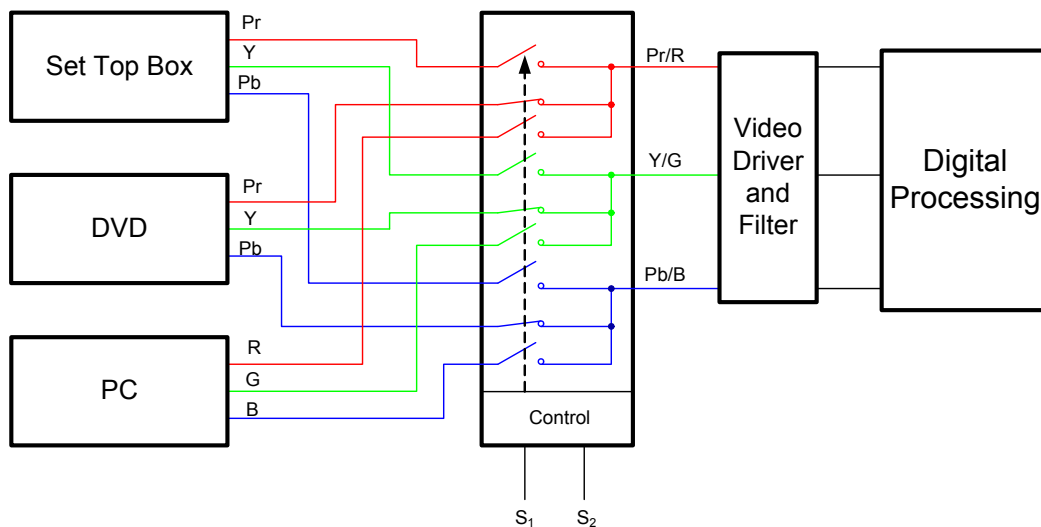 Set Top Box
Pr
Y
Pb
DVD
Pr
Y
Pb
PC
R
G
B
Control
S1
S2
Pr/R
Y/G
Pb/B
Video
Driver
and
Filter
Digital
Processing